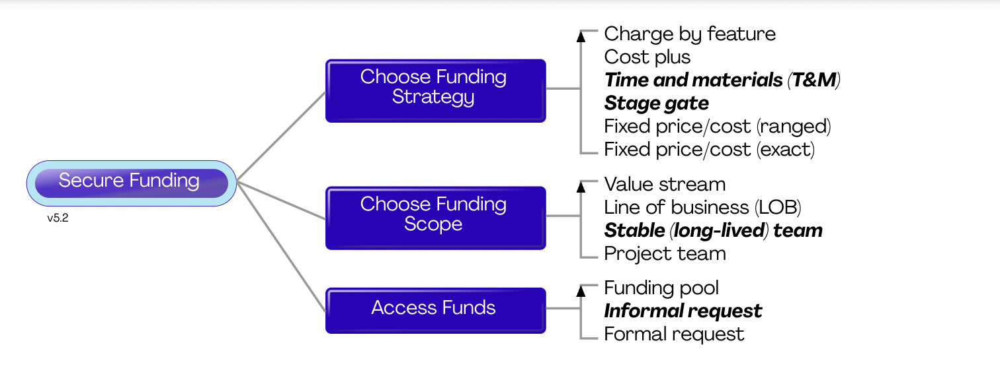 Secure Funding
v5.2
Choose Funding
Strategy
Charge by feature
Cost plus
Time and materials (T&M)
Stage gate
Fixed price/cost (ranged)
Fixed price/cost (exact)
Choose Funding
Scope
Value stream
Line of business (LOB)
Stable (long-lived) team
Project team
Access Funds
Funding pool
Informal request
Formal request